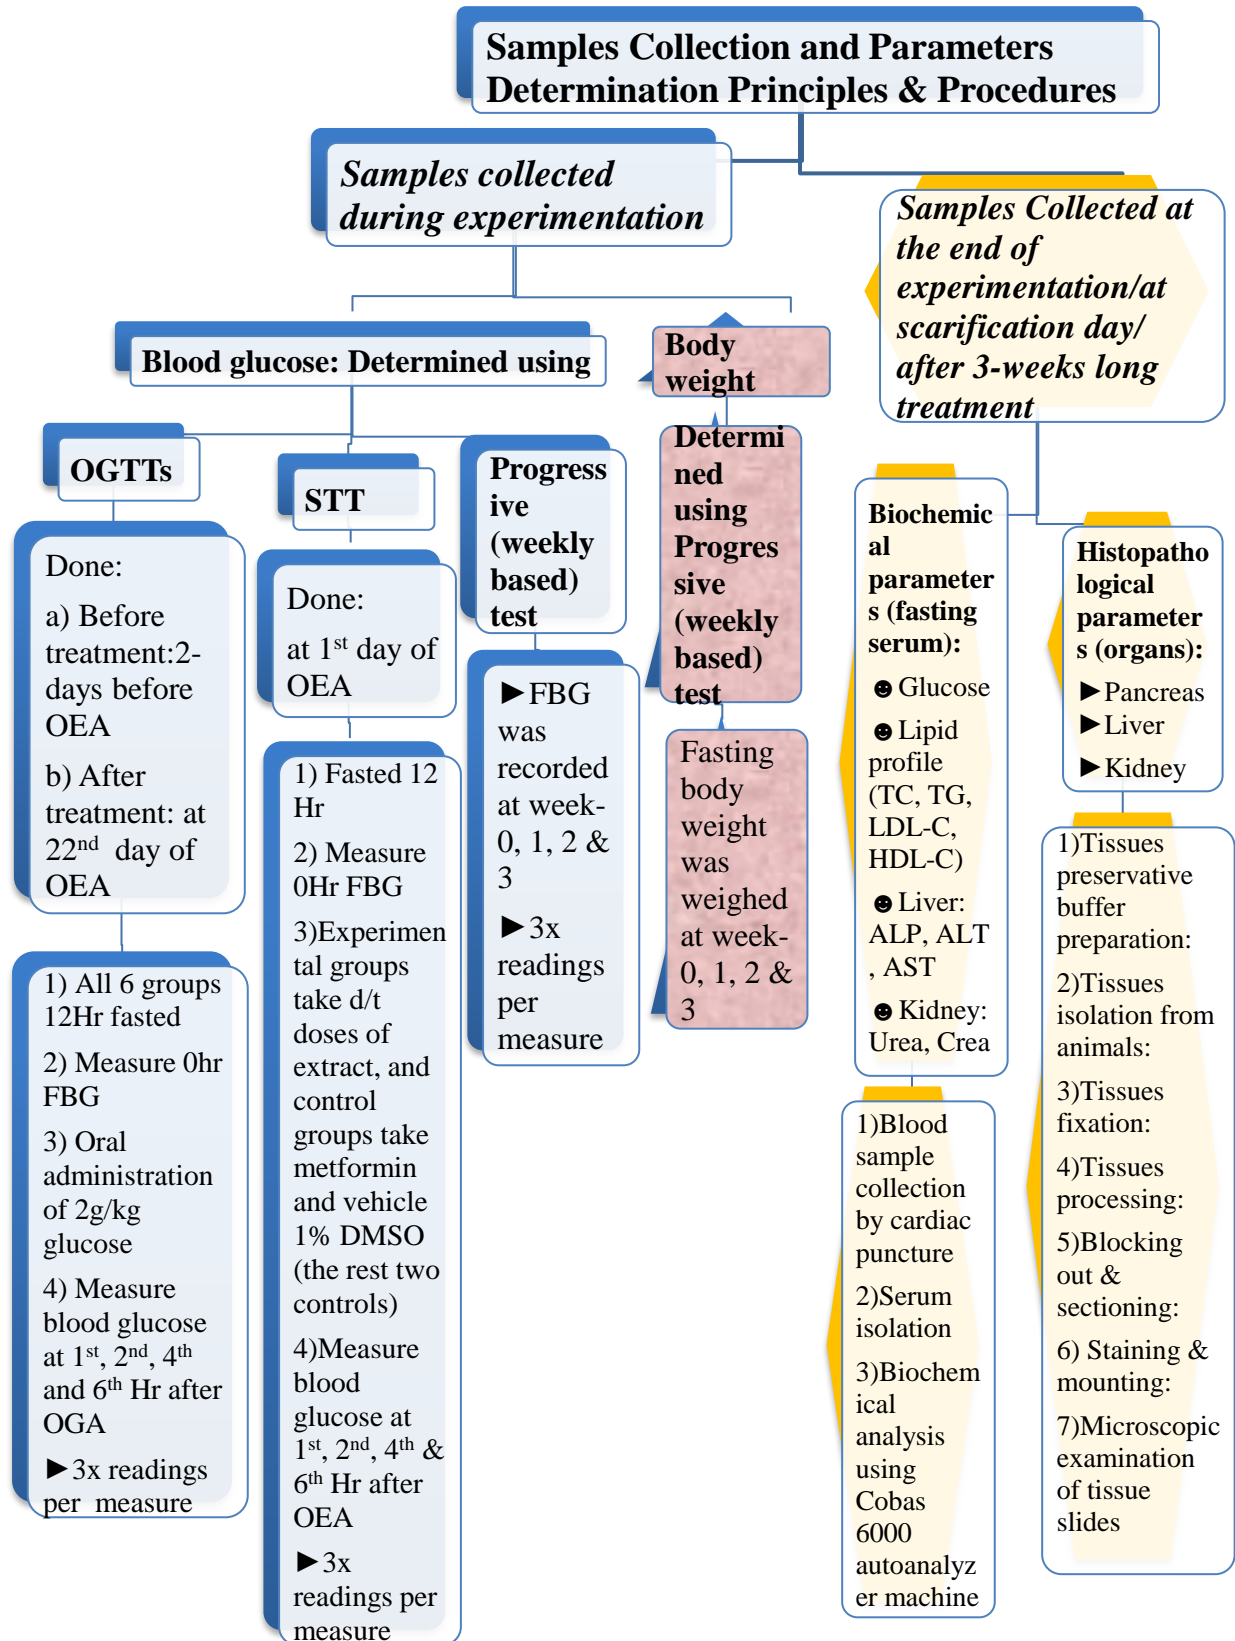 Samples Collection and Parameters
Determination Principles & Procedures
Samples collected
during experimentation
Samples Collected at
the end of
experimentation/at
scarification day/
after 3-weeks long
treatment
Blood glucose: Determined using
Body
weight
OGTTs
STT
Progress
ive
(weekly
based)
test
Determi
ned
using
Progres
sive
(weekly
based)
test
Biochemic
al
parameter
s (fasting
serum):
☻Glucose
☻Lipid
profile
(TC, TG,
LDL-C,
HDL-C)
☻Liver:
ALP, ALT
, AST
☻Kidney:
Urea, Crea
Histopatho
logical
parameter
s (organs):
►Pancreas
►Liver
►Kidney
Done:
a) Before
treatment:2-
days before
OEA
b) After
treatment: at
22nd day of
OEA
Done:
at 1st day of
OEA
►FBG
was
recorded
at week-
0, 1, 2 &
3
►3x
readings
per
measure
Fasting
body
weight
was
weighed
at week-
0, 1, 2 &
3
1) All 6 groups
12Hr fasted
2) Measure 0hr
FBG
3) Oral
administration
of 2g/kg
glucose
4) Measure
blood glucose
at 1st, 2nd, 4th
and 6th Hr after
OGA
►3x readings
per measure
1) Fasted 12
Hr
2) Measure
0Hr FBG
3)Experimen
tal groups
take d/t
doses of
extract, and
control
groups take
metformin
and vehicle
1% DMSO
(the rest two
controls)
4)Measure
blood
glucose at
1st, 2nd, 4th &
6th Hr after
OEA
►3x
readings per
measure
1)Blood
sample
collection
by cardiac
puncture
2)Serum
isolation
3)Biochem
ical
analysis
using
Cobas
6000
autoanalyz
er machine
1)Tissues
preservative
buffer
preparation:
2)Tissues
isolation from
animals:
3)Tissues
fixation:
4)Tissues
processing:
5)Blocking
out &
sectioning:
6) Staining &
mounting:
7)Microscopic
examination
of tissue
slides